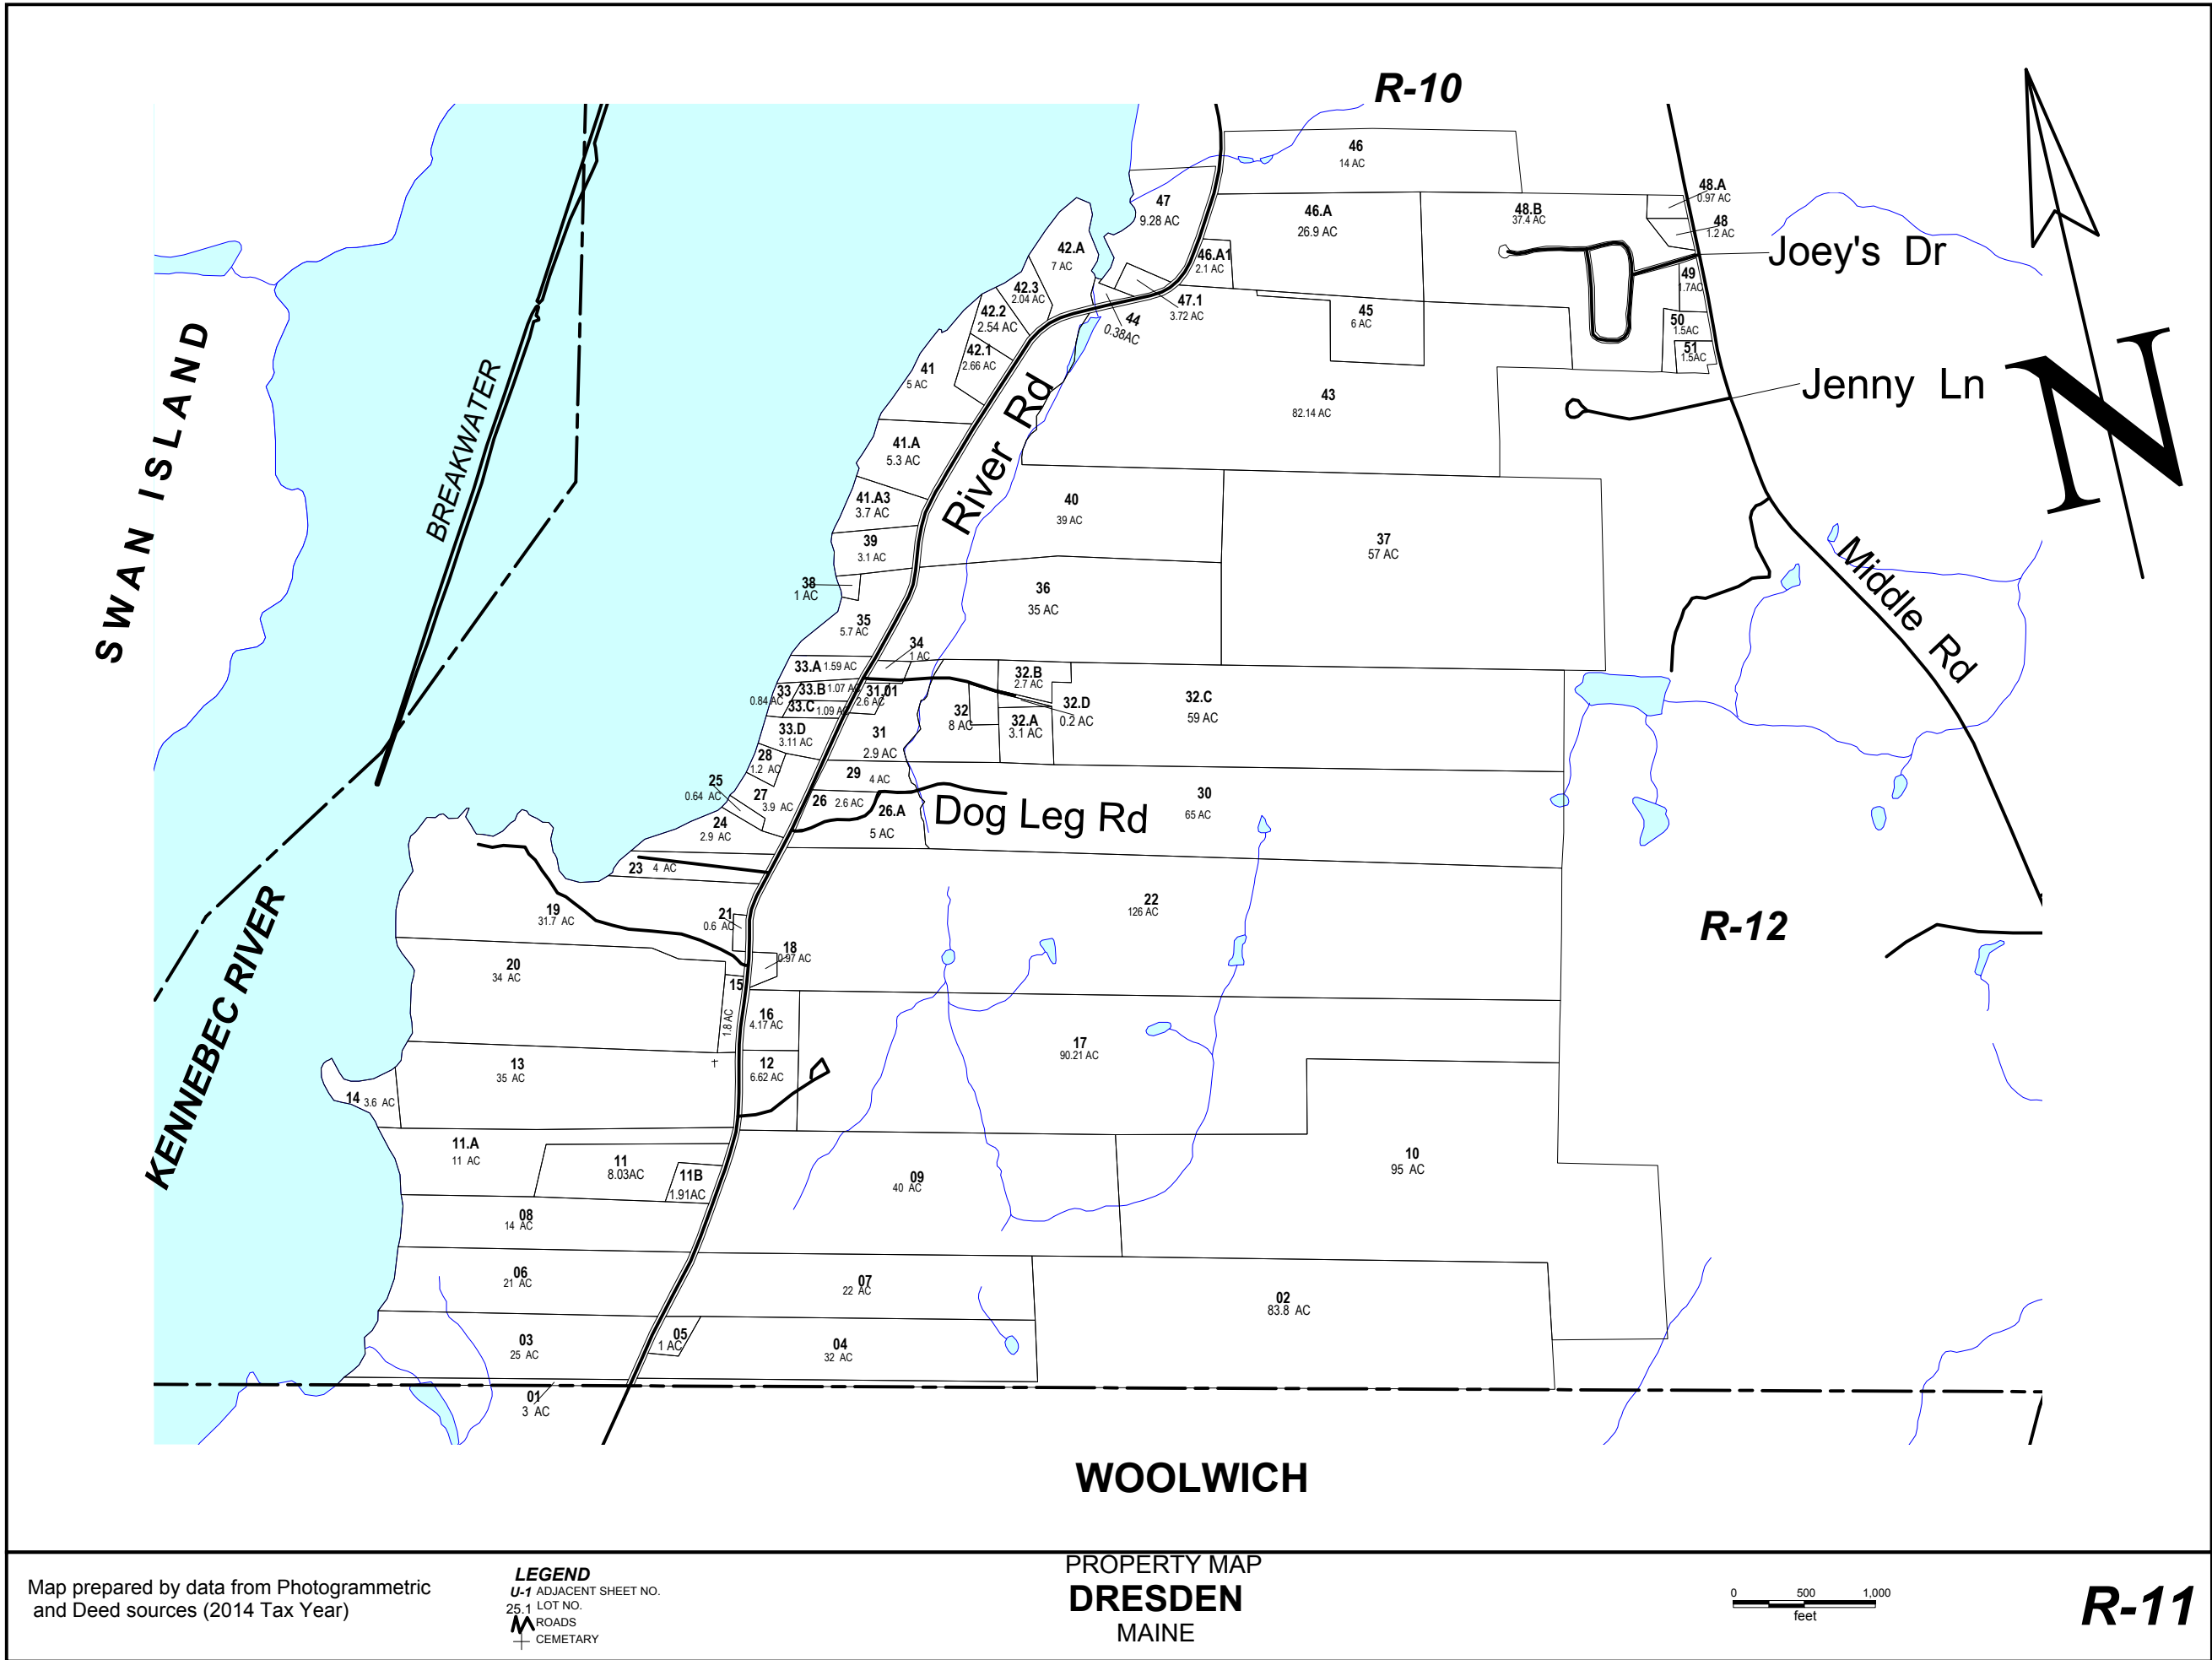 R-10
46
14 AC
48.A
0.97 AC
47
9.28 AC
46.A
26.9 AC
48.B
37.4 AC
48
1.2 AC
Joey's Dr
42.A
7 AC
46.A1
2.1 AC
49
1.7AC
42.3
2.04 AC
47.1
3.72 AC
44
0.38AC
45
6 AC
42.2
2.54 AC
50
1.5AC
42.1
2.66 AC
51
1.5AC
41
5 AC
Jenny Ln
N
SWAN ISLAND
BREAKWATER
River Rd
43
82.14 AC
41.A
5.3 AC
41.A3
3.7 AC
40
39 AC
39
3.1 AC
37
57 AC
Middle Rd
38
1 AC
36
35 AC
35
5.7 AC
34
1 AC
33.A 1.59 AC
32.B
2.7 AC
33
0.84 AC
33.B 1.07 AC
31.01
2.6 AC
32.C
59 AC
33.C 1.09 AC
32
8 AC
32.D
0.2 AC
32.A
3.1 AC
33.D
3.11 AC
31
2.9 AC
28
1.2 AC
29 4 AC
25
0.64 AC
27
3.9 AC
26 2.6 AC
26.A
5 AC
Dog Leg Rd
30
65 AC
24
2.9 AC
23 4 AC
19
31.7 AC
21
0.6 AC
22
126 AC
R-12
KENNEBEC RIVER
18
0.97 AC
20
34 AC
15
1.8 AC
16
4.17 AC
17
90.21 AC
13
35 AC
12
6.62 AC
14 3.6 AC
11.A
11 AC
11
8.03AC
11B
1.91AC
10
95 AC
09
40 AC
08
14 AC
06
21 AC
07
22 AC
02
83.8 AC
03
25 AC
05
1 AC
04
32 AC
01
3 AC
WOOLWICH
Map prepared by data from Photogrammetric
and Deed sources (2014 Tax Year)
LEGEND
U-1 ADJACENT SHEET NO.
25.1 LOT NO.
ROADS
CEMETARY
PROPERTY MAP
DRESDEN
MAINE
0 500 1,000
feet
R-11